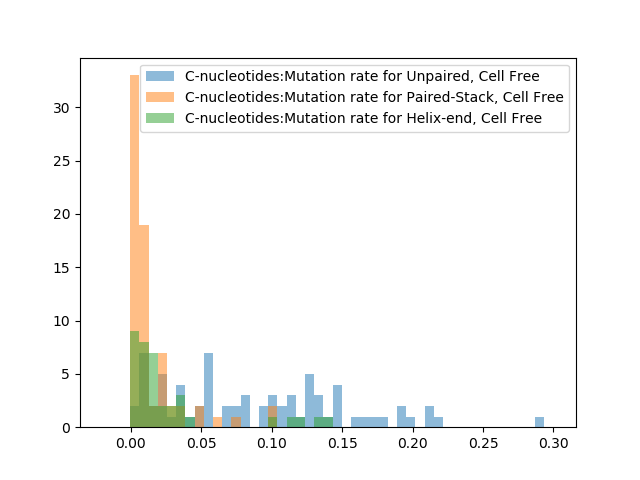 C-nucleotides:Mutation rate for Unpaired, Cell Free
C-nucleotides:Mutation rate for Paired-Stack, Cell Free
C-nucleotides:Mutation rate for Helix-end, Cell Free
30
25
20
15
10
5
0
0.00 0.05 0.10 0.15 0.20 0.25 0.30